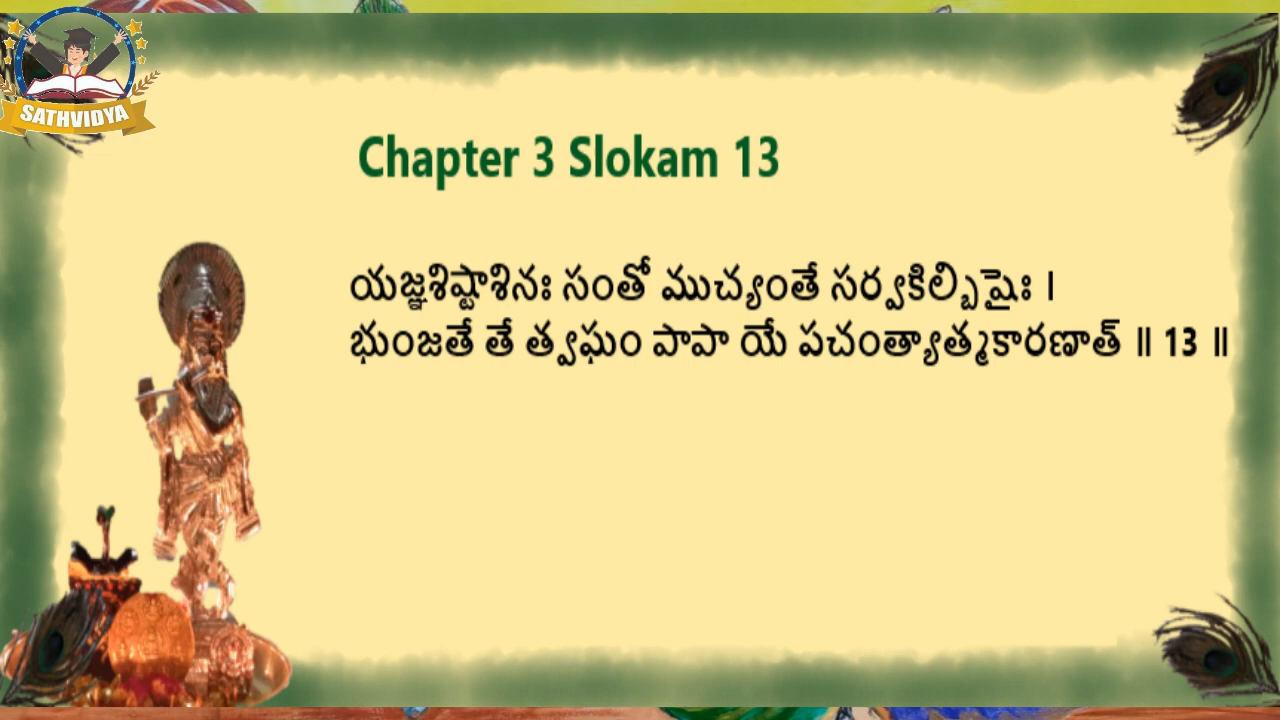 SATHVIDYA
Chapter 3 Slokam 13
యజ్ఞశిష్టాశినః సంతో ముచ్యంతే సర్వకిల్బిషైః ।
భుంజతే తే త్వఘం పాపా యే పచంత్యాత్మకారణాత్ ॥ 13 ॥